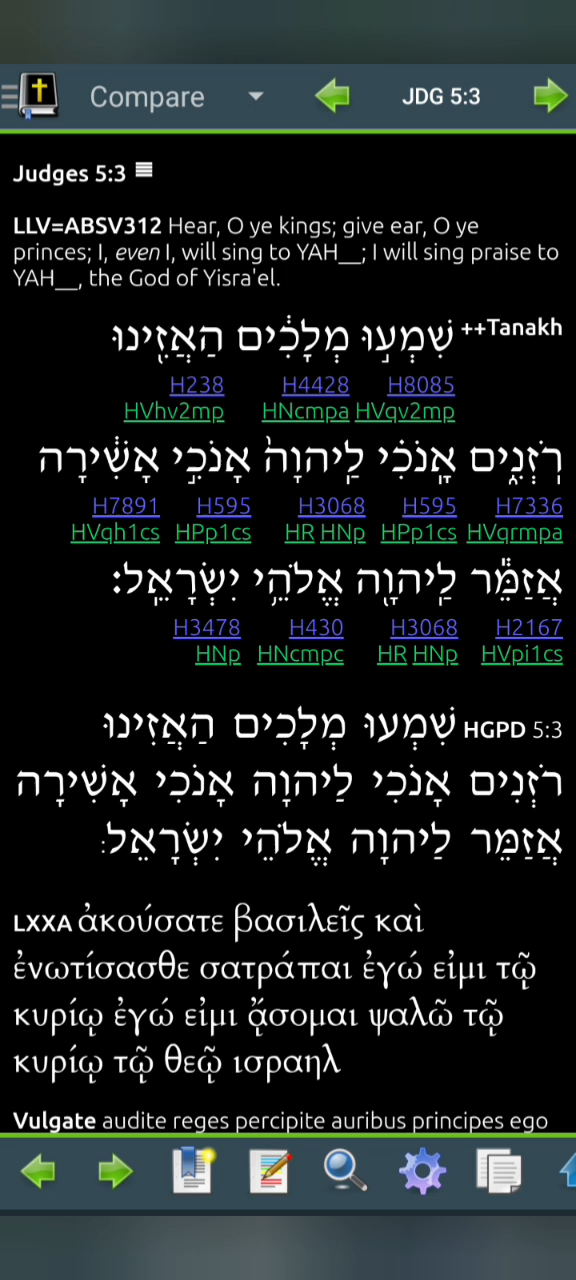 Compare JDG 5:3
Judges 5:3
LLV=ABSV312 Hear, O ye kings; give ear, O ye
princes; I, even I, will sing to YAH__; I will sing praise to
YAH__, the God of Yisra'el.
++Tanakh שִׁמְע֣וּ מְלָכִ֔ים הַאֲזִ֖ינוּ
H8085 H4428 H238
HVqv2mp HNcmpa HVhv2mp
רֹֽזְנִ֑ים אָֽנֹכִ֗י לַֽיהוָה֙ אָנֹכִ֣י אָשִׁ֔ירָה
H7336 H595 H3068 H595 H7891
HVqrmpa HPp1cs HR HNp HPp1cs HVqh1cs
אֲזַמֵּ֕ר לַֽיהוָ֖ה אֱלֹהֵ֥י יִשְׂרָאֵֽל׃
H2167 H3068 H430 H3478
HVpi1cs HR HNp HNcmpc HNp
HGPD 5:3 שִׁמְעוּ מְלָכִים הַאֲזִינוּ
רֹזְנִים אָנֹכִי לַיהוָה אָנֹכִי אָשִׁירָה
אֲזַמֵּר לַיהוָה אֱלֹהֵי יִשְׂרָאֵל׃
LXXA ἀκούσατε βασιλεῖς καὶ
ἐνωτίσασθε σατράπαι ἐγώ εἰμι τῷ
κυρίῳ ἐγώ εἰμι ᾄσομαι ψαλῶ τῷ
κυρίῳ τῷ θεῷ ισραηλ
Vulgate audite reges percipite auribus principes ego